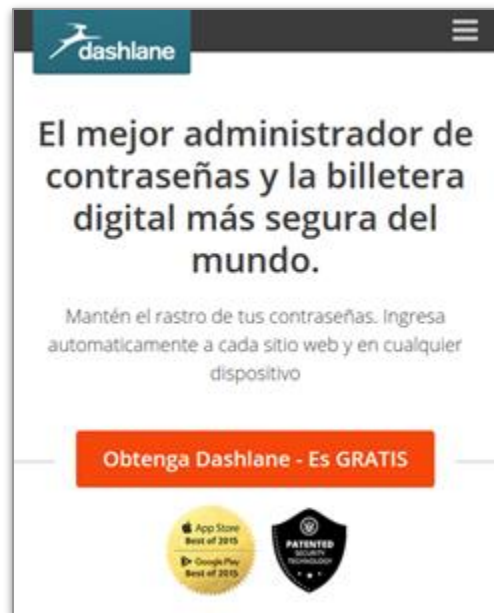 dashlane
El mejor administrador de
contraseñas y la billetera
digital más segura del
mundo.
Mantén el rastro de tus contraseñas. Ingresa
automaticamente a cada sitio web y en cualquier
dispositivo
Obtenga Dashlane - Es GRATIS
App Store
Best of 2015
Google Play
Best of 2015
PATENTED
SECURITY
TECHNOLOGY